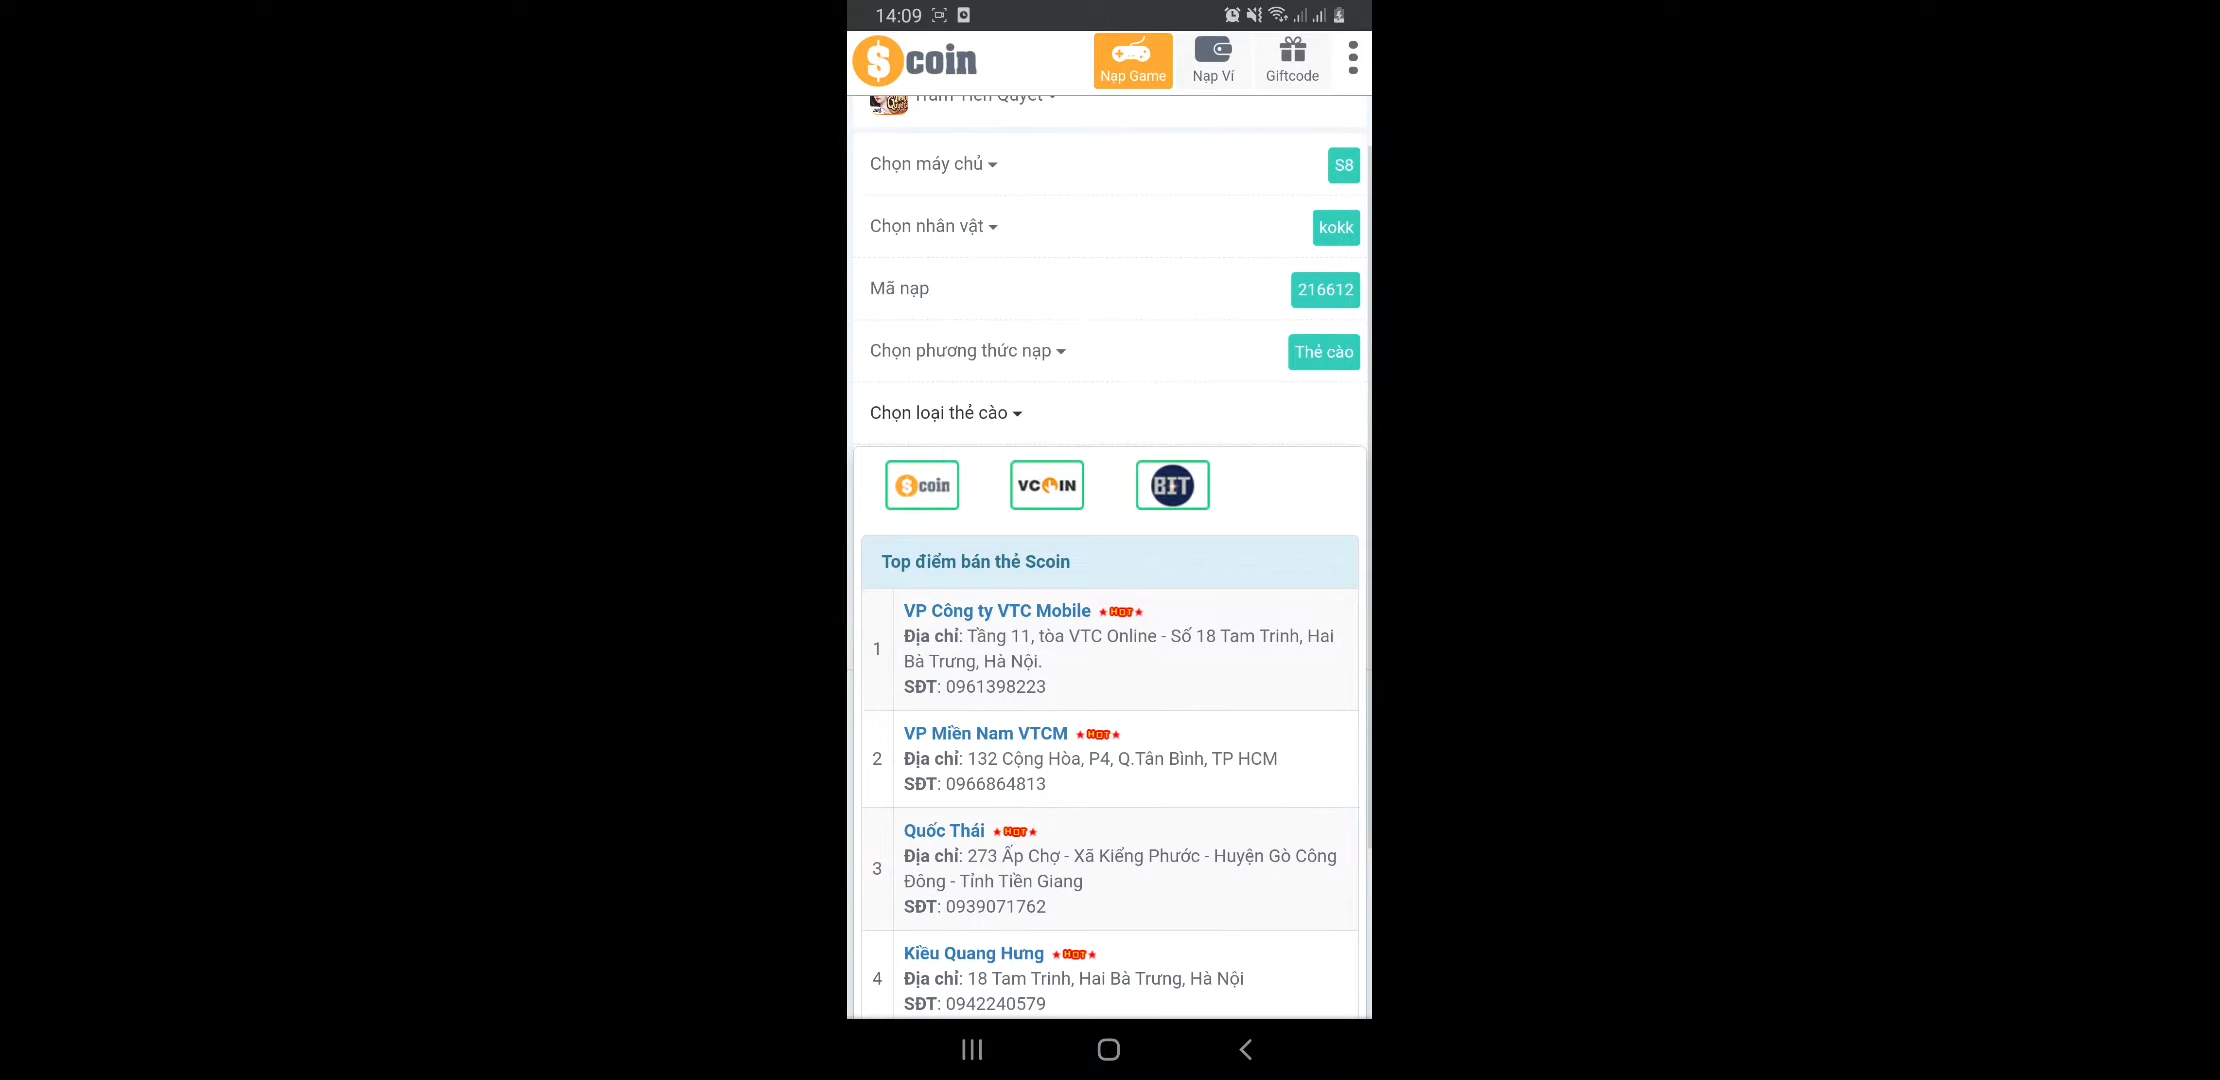 14:09
$coin
Nạp Game
Nạp Ví
Giftcode
Trảm Tiên Quyết
Chọn máy chủ
S8
Chọn nhân vật
kokk
Mã nạp
216612
Chọn phương thức nạp
Thẻ cào
Chọn loại thẻ cào
$coin
VCOIN
BIT
Top điểm bán thẻ Scoin
1
VP Công ty VTC Mobile HOT
Địa chỉ: Tầng 11, tòa VTC Online - Số 18 Tam Trinh, Hai
Bà Trưng, Hà Nội.
SĐT: 0961398223
2
VP Miền Nam VTCM HOT
Địa chỉ: 132 Cộng Hòa, P4, Q.Tân Bình, TP HCM
SĐT: 0966864813
3
Quốc Thái HOT
Địa chỉ: 273 Ấp Chợ - Xã Kiểng Phước - Huyện Gò Công
Đông - Tỉnh Tiền Giang
SĐT: 0939071762
4
Kiều Quang Hưng HOT
Địa chỉ: 18 Tam Trinh, Hai Bà Trưng, Hà Nội
SĐT: 0942240579